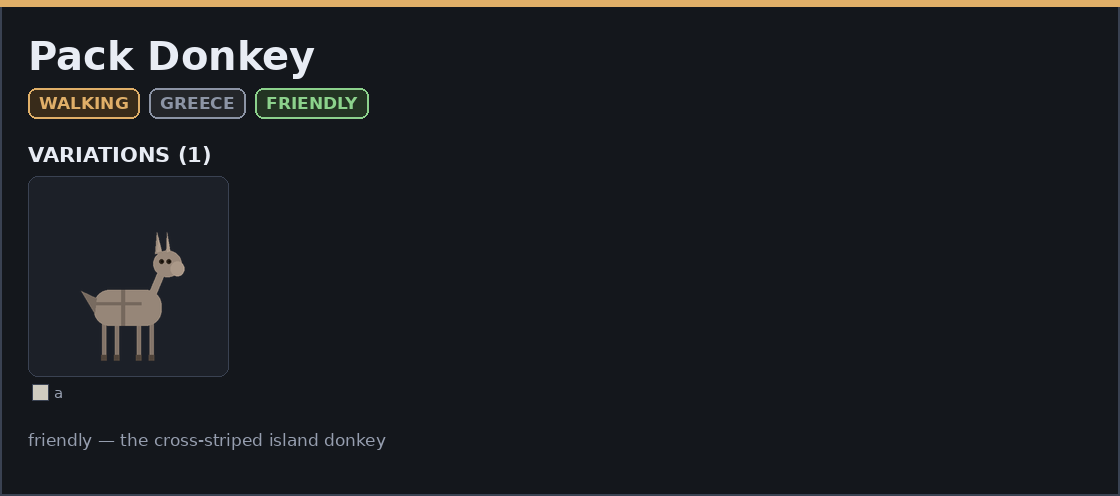 Pack Donkey
WALKING GREECE FRIENDLY
VARIATIONS (1)
a
friendly — the cross-striped island donkey